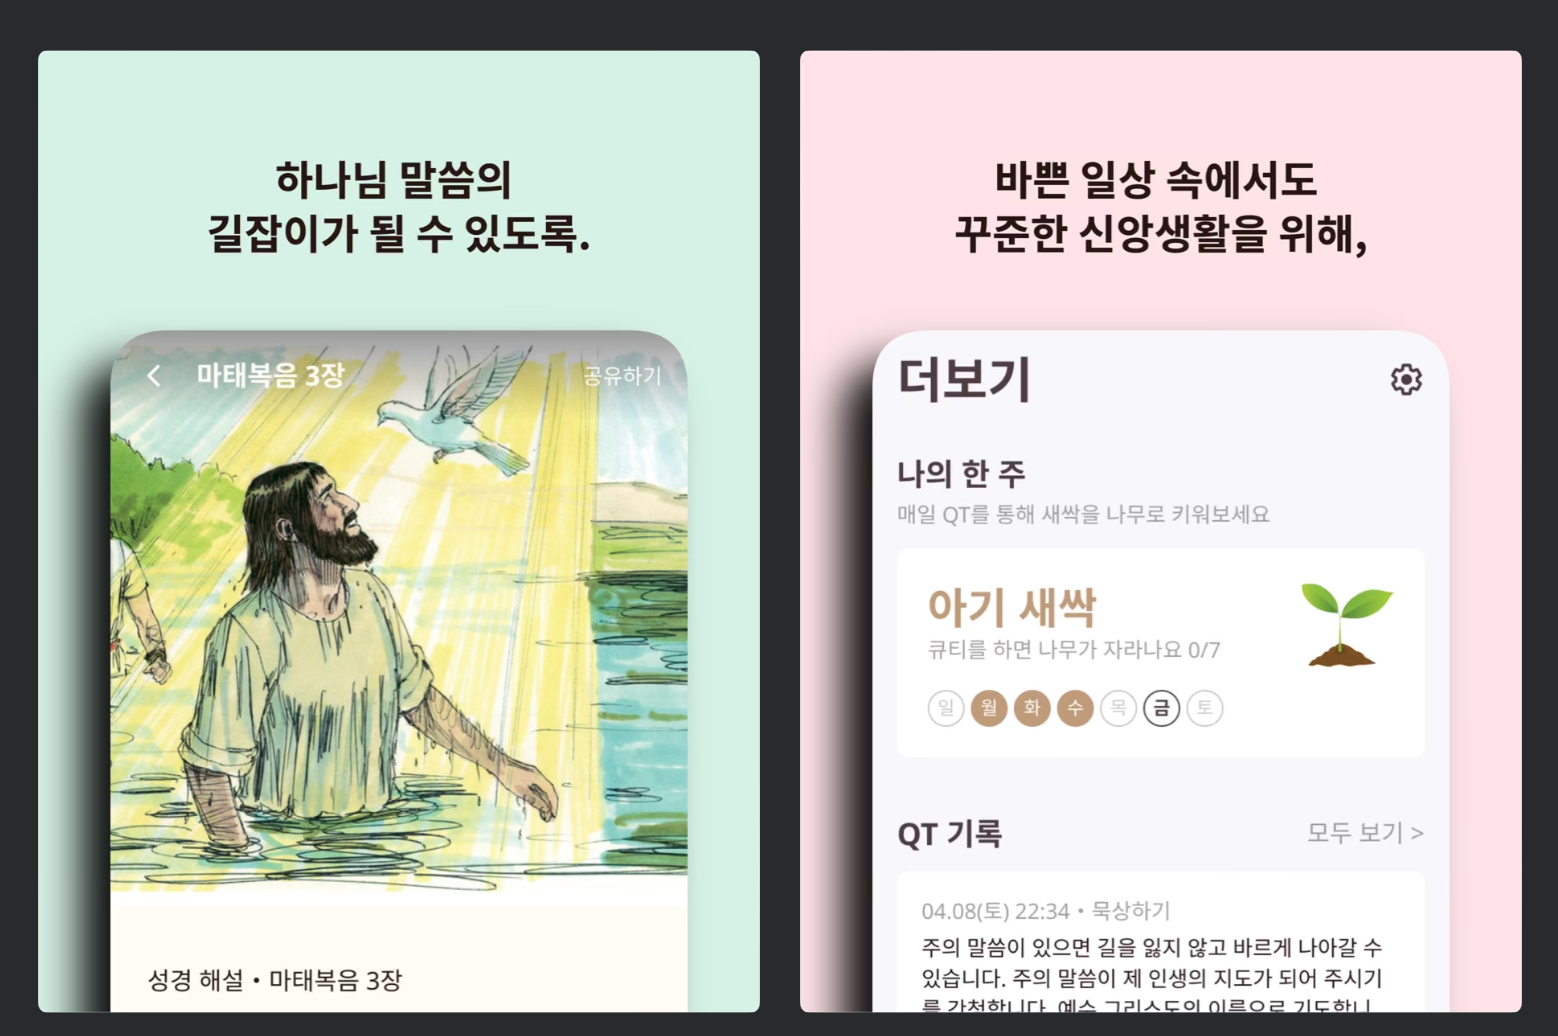 하나님 말씀의
길잡이가 될 수 있도록.
마태복음 3장
공유하기
성경 해설 • 마태복음 3장
바쁜 일상 속에서도
꾸준한 신앙생활을 위해,
더보기
나의 한 주
매일 QT를 통해 새싹을 나무로 키워보세요
아기 새싹
큐티를 하면 나무가 자라나요 0/7
일 월 화 수 목 금 토
QT 기록
모두 보기 >
04.08(토) 22:34 • 묵상하기
주의 말씀이 있으면 길을 잃지 않고 바르게 나아갈 수
있습니다. 주의 말씀이 제 인생의 지도가 되어 주시기
를 간청합니다. 예수 그리스도의 이름으로 기도합니